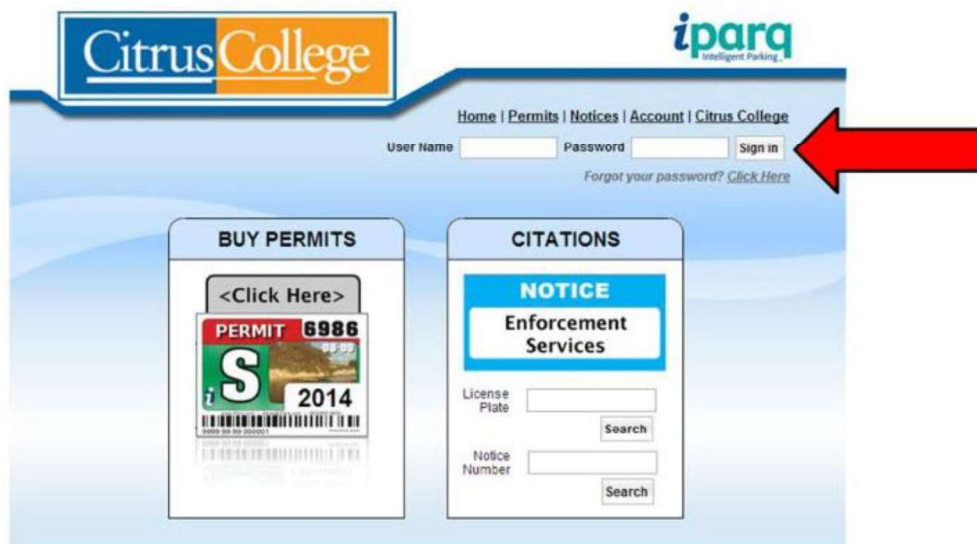 Citrus College
iparq
Intelligent Parking
Home | Permits | Notices | Account | Citrus College
User Name Password Sign in
Forgot your password? Click Here
BUY PERMITS
<Click Here>
PERMIT 6986
S
2014
CITATIONS
NOTICE
Enforcement
Services
License
Plate
Search
Notice
Number
Search